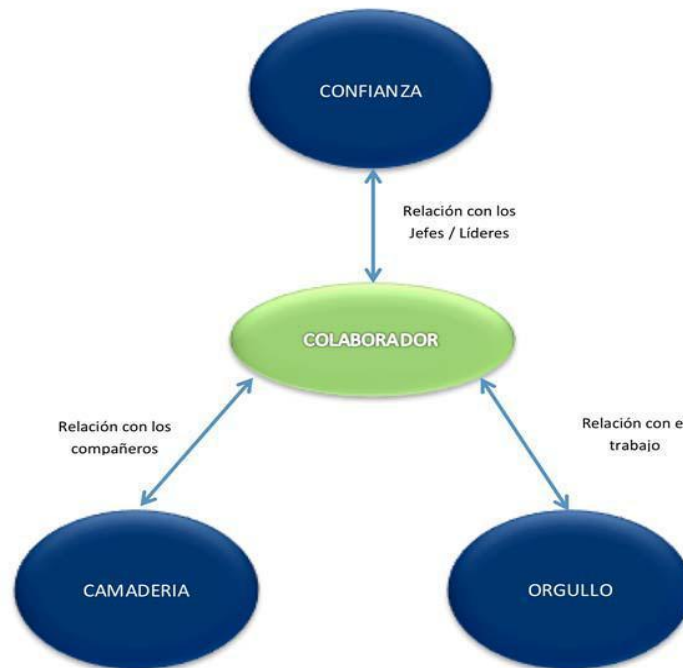 CONFIANZA
Relación con los
Jefes / Líderes
COLABORADOR
Relación con los
compañeros
Relación con e
trabajo
CAMADERIA
ORGULLO